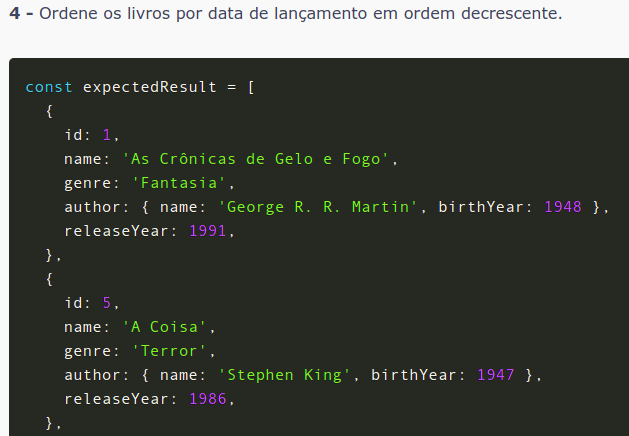 4 - Ordene os livros por data de lançamento em ordem decrescente.
const expectedResult = [
  {
    id: 1,
    name: 'As Crônicas de Gelo e Fogo',
    genre: 'Fantasia',
    author: { name: 'George R. R. Martin', birthYear: 1948 },
    releaseYear: 1991,
  },
  {
    id: 5,
    name: 'A Coisa',
    genre: 'Terror',
    author: { name: 'Stephen King', birthYear: 1947 },
    releaseYear: 1986,
  },